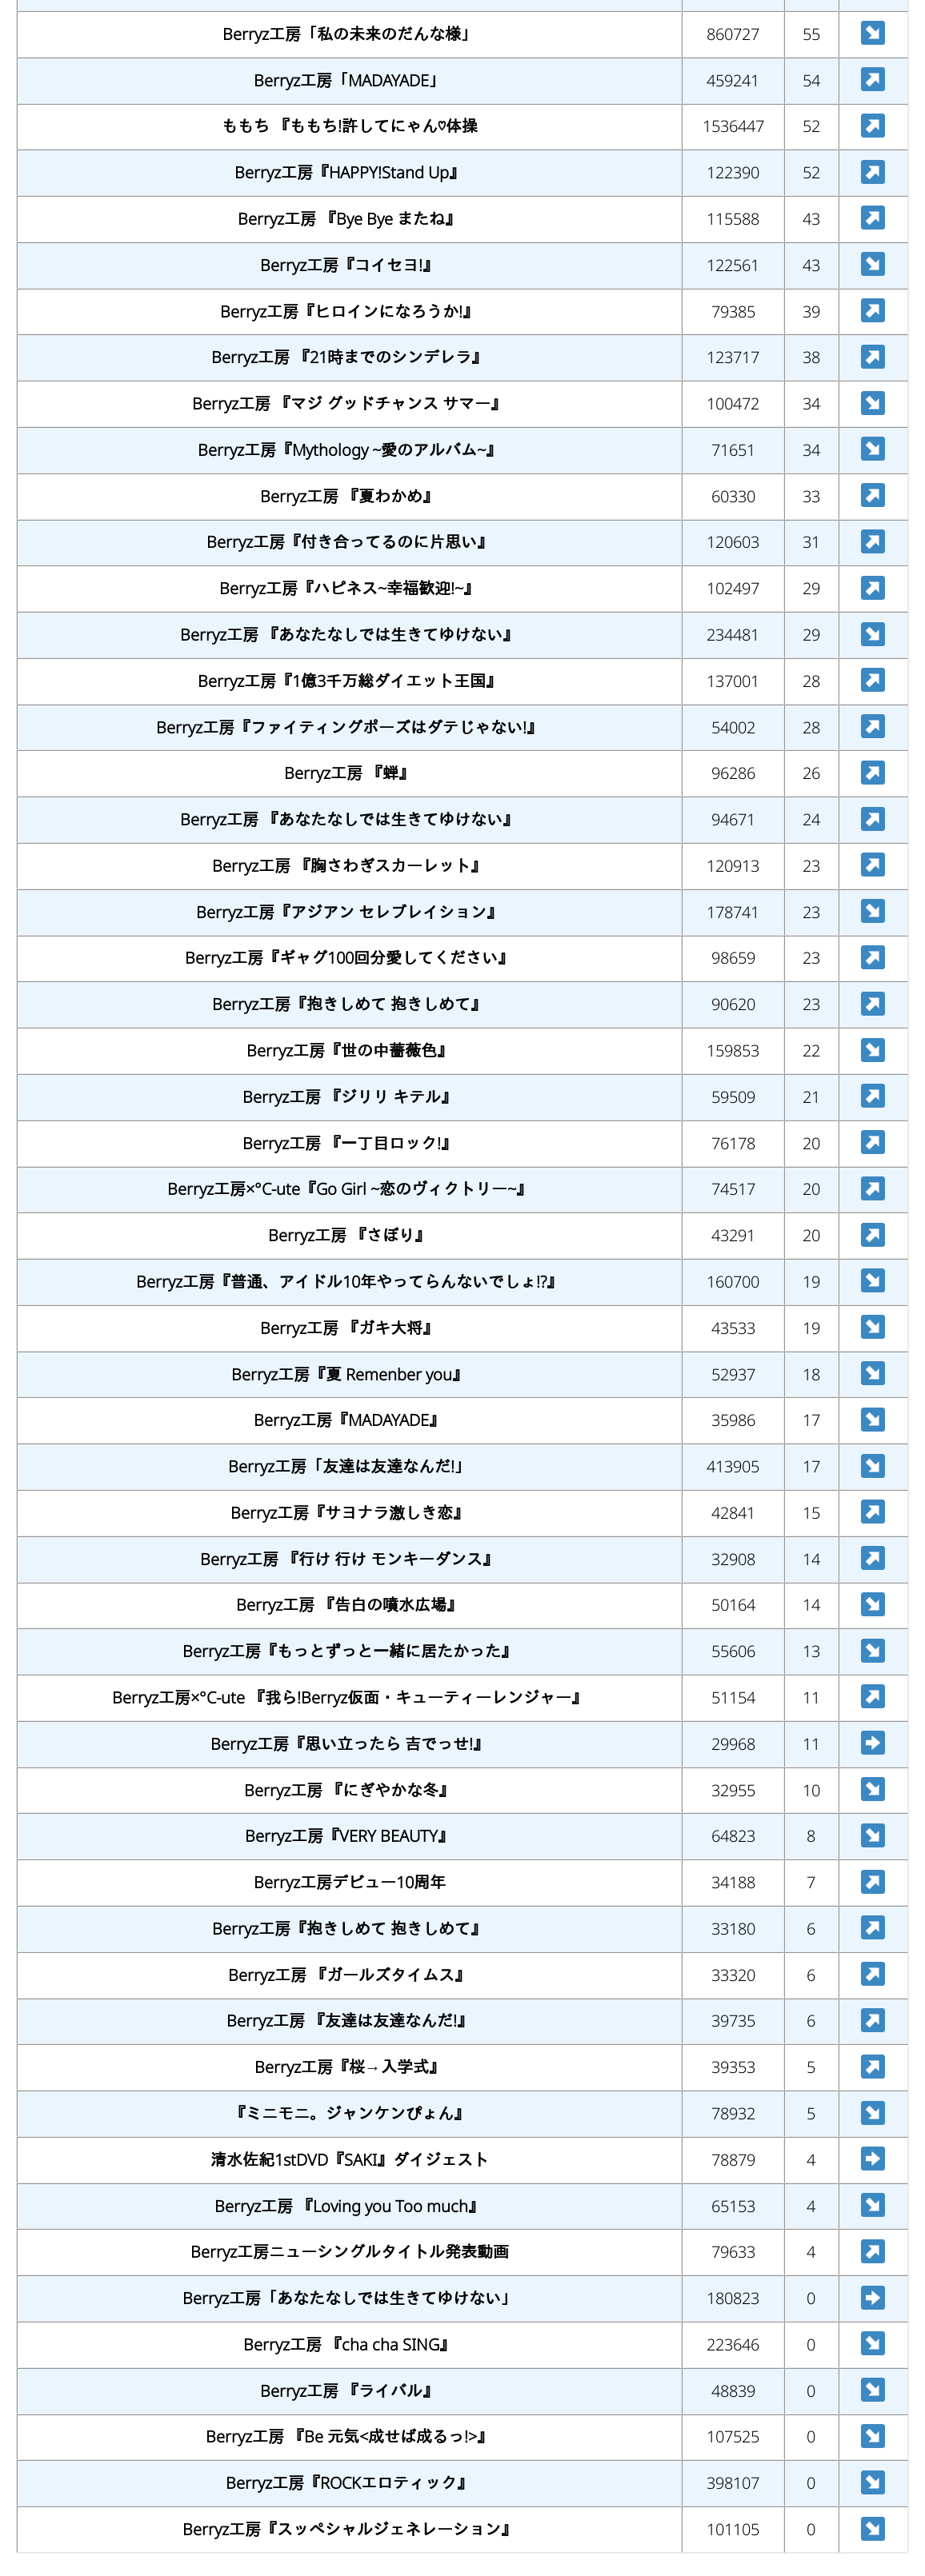 Berryz工房「私の未来のだんな様」 860727 55 ↘
Berryz工房「MADAYADE」 459241 54 ↗
ももち 『ももち!許してにゃん♡体操 1536447 52 ↗
Berryz工房『HAPPY!Stand Up』 122390 52 ↗
Berryz工房 『Bye Bye またね』 115588 43 ↗
Berryz工房『コイセヨ!』 122561 43 ↘
Berryz工房『ヒロインになろうか!』 79385 39 ↗
Berryz工房 『21時までのシンデレラ』 123717 38 ↗
Berryz工房 『マジ グッドチャンス サマー』 100472 34 ↘
Berryz工房『Mythology ~愛のアルバム~』 71651 34 ↘
Berryz工房 『夏わかめ』 60330 33 ↗
Berryz工房『付き合ってるのに片思い』 120603 31 ↗
Berryz工房『ハピネス~幸福歓迎!~』 102497 29 ↗
Berryz工房 『あなたなしでは生きてゆけない』 234481 29 ↘
Berryz工房『1億3千万総ダイエット王国』 137001 28 ↗
Berryz工房『ファイティングポーズはダテじゃない!』 54002 28 ↗
Berryz工房 『蝉』 96286 26 ↗
Berryz工房 『あなたなしでは生きてゆけない』 94671 24 ↗
Berryz工房 『胸さわぎスカーレット』 120913 23 ↗
Berryz工房『アジアン セレブレイション』 178741 23 ↘
Berryz工房『ギャグ100回分愛してください』 98659 23 ↗
Berryz工房『抱きしめて 抱きしめて』 90620 23 ↗
Berryz工房『世の中薔薇色』 159853 22 ↘
Berryz工房 『ジリリ キテル』 59509 21 ↗
Berryz工房 『一丁目ロック!』 76178 20 ↗
Berryz工房×°C-ute『Go Girl ~恋のヴィクトリー~』 74517 20 ↗
Berryz工房 『さぼり』 43291 20 ↗
Berryz工房『普通、アイドル10年やってらんないでしょ!?』 160700 19 ↘
Berryz工房 『ガキ大将』 43533 19 ↘
Berryz工房『夏 Remenber you』 52937 18 ↘
Berryz工房『MADAYADE』 35986 17 ↘
Berryz工房「友達は友達なんだ!」 413905 17 ↘
Berryz工房『サヨナラ激しき恋』 42841 15 ↗
Berryz工房 『行け 行け モンキーダンス』 32908 14 ↗
Berryz工房 『告白の噴水広場』 50164 14 ↘
Berryz工房『もっとずっと一緒に居たかった』 55606 13 ↘
Berryz工房×°C-ute 『我ら!Berryz仮面・キューティーレンジャー』 51154 11 ↗
Berryz工房『思い立ったら 吉でっせ!』 29968 11 ➡
Berryz工房 『にぎやかな冬』 32955 10 ↘
Berryz工房『VERY BEAUTY』 64823 8 ↘
Berryz工房デビュー10周年 34188 7 ↗
Berryz工房『抱きしめて 抱きしめて』 33180 6 ↗
Berryz工房 『ガールズタイムス』 33320 6 ↗
Berryz工房 『友達は友達なんだ!』 39735 6 ↗
Berryz工房『桜→入学式』 39353 5 ↗
『ミニモニ。ジャンケンぴょん』 78932 5 ↘
清水佐紀1stDVD『SAKI』ダイジェスト 78879 4 ➡
Berryz工房 『Loving you Too much』 65153 4 ↘
Berryz工房ニューシングルタイトル発表動画 79633 4 ↗
Berryz工房「あなたなしでは生きてゆけない」 180823 0 ➡
Berryz工房 『cha cha SING』 223646 0 ↘
Berryz工房 『ライバル』 48839 0 ↘
Berryz工房 『Be 元気<成せば成るっ!>』 107525 0 ↘
Berryz工房『ROCKエロティック』 398107 0 ↘
Berryz工房『スッペシャルジェネレーション』 101105 0 ↘